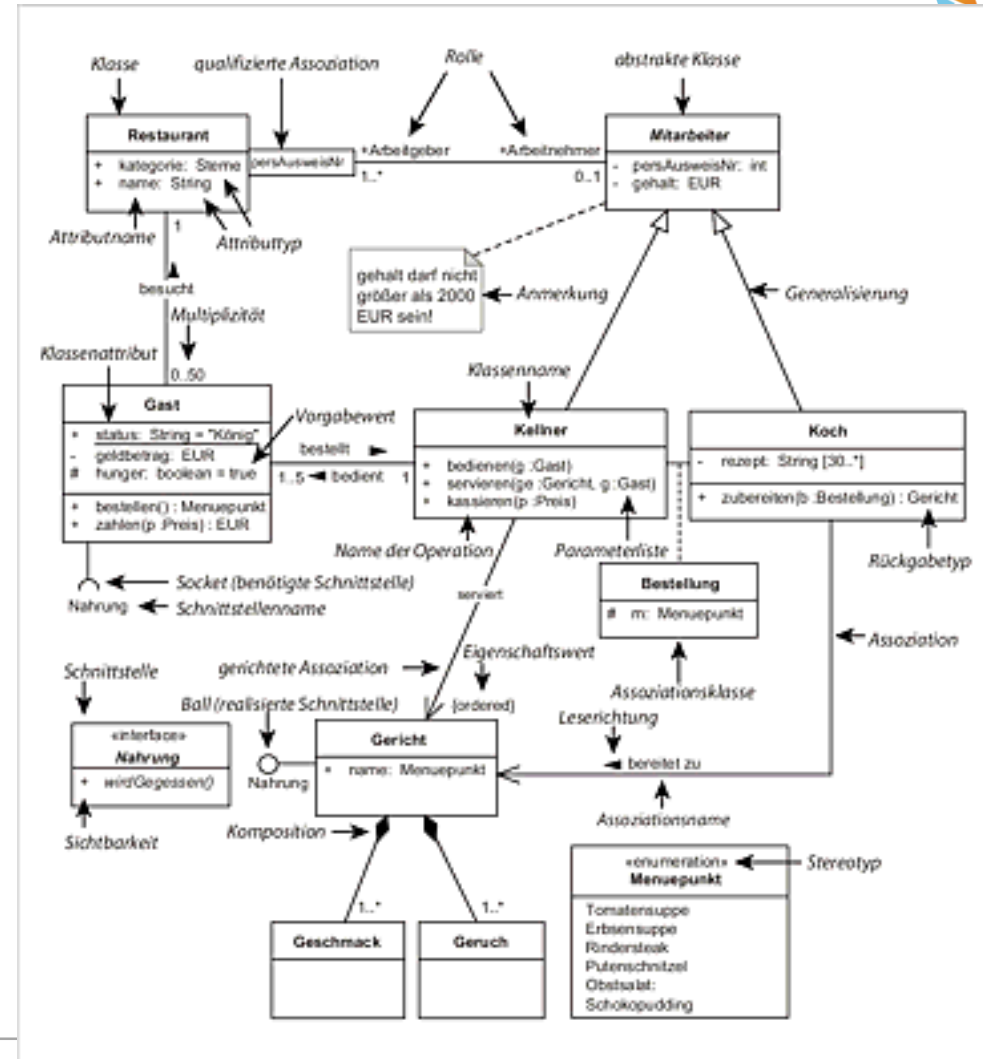 Klasse
qualifizierte Assoziation
Rolle
abstrakte Klasse
Restaurant
+ kategorie: Sterne
+ name: String
persAusweisNr
+Arbeitgeber
1..*
+Arbeitnehmer
0..1
Mitarbeiter
- persAusweisNr: int
- gehalt: EUR
Attributname
Attributtyp
1
besucht
Multiplizität
0..50
gehalt darf nicht
größer als 2000
EUR sein!
Anmerkung
Generalisierung
Klassenattribut
Klassenname
Gast
+ status: String = "König"
- geldbetrag: EUR
# hunger: boolean = true
+ bestellen() : Menuepunkt
+ zahlen(p :Preis) : EUR
Vorgabewert
bestellt
1..5
bedient
1
Kellner
+ bedienen(g :Gast)
+ servieren(ge :Gericht, g :Gast)
+ kassieren(p :Preis)
Koch
- rezept: String [30..*]
+ zubereiten(b :Bestellung) : Gericht
Name der Operation
Parameterliste
Rückgabetyp
Socket (benötigte Schnittstelle)
Nahrung
Schnittstellenname
serviert
Bestellung
# m: Menuepunkt
Assoziation
Schnittstelle
gerichtete Assoziation
Eigenschaftswert
Assoziationsklasse
Ball (realisierte Schnittstelle)
{ordered}
Leserichtung
«interface»
Nahrung
+ wirdGegessen()
Nahrung
Gericht
+ name: Menuepunkt
bereitet zu
Sichtbarkeit
Komposition
Assoziationsname
1..*
1..*
Geschmack
Geruch
«enumeration»
Menuepunkt
Stereotyp
Tomatensuppe
Erbsensuppe
Rindersteak
Putenschnitzel
Obstsalat:
Schokopudding